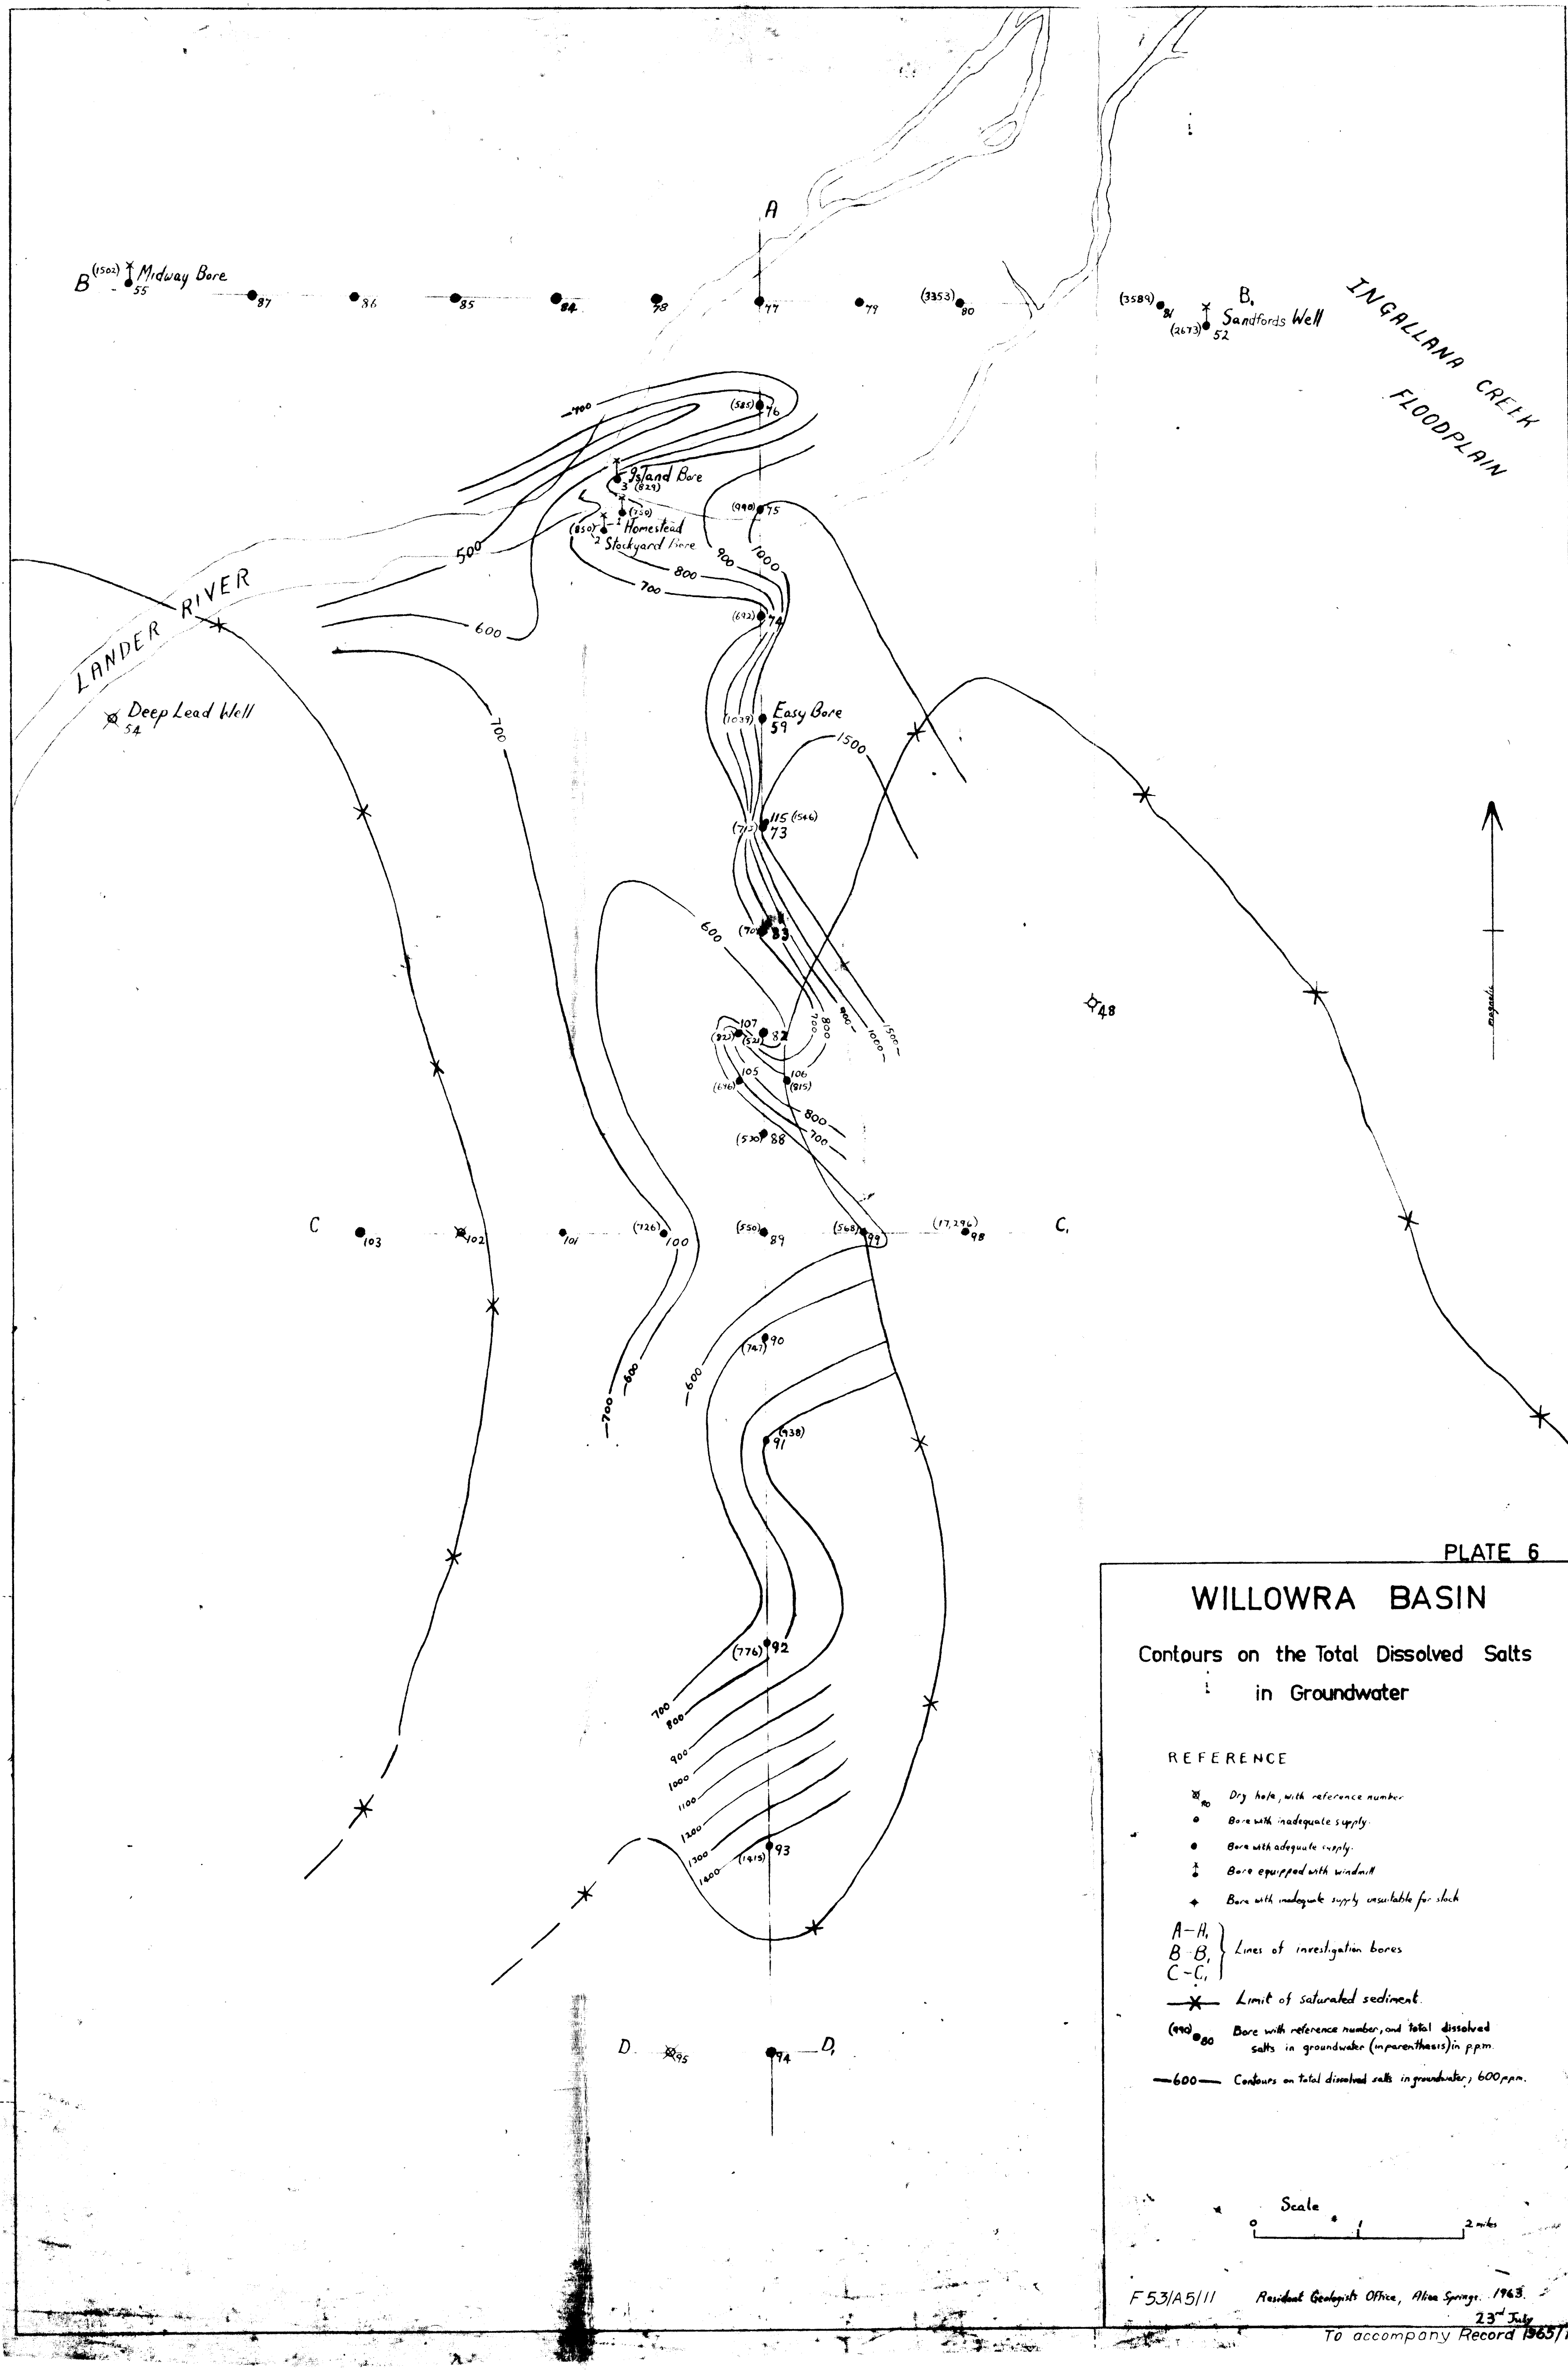 A
B (1502) Midway Bore
55
87
86
85
84
78
77
79
(3353) 80
(3589) 81
B,
Sandfords Well
(2673) 52
INGALLANA CREEK
FLOODPLAIN
700
(585) 76
Island Bore
3 (829)
(750)
1 Homestead
(850)
2 Stockyard Bore
(990) 75
500
900
1000
800
700
LANDER RIVER
600
(692) 74
Deep Lead Well
54
700
(1039) Easy Bore
59
1500
115 (1546)
73
600
83
48
magnetic
107
82
700
800
900
1000
1500
105
(696)
106
(815)
800
700
(530) 88
C
103
102
101
(726) 100
(550) 89
(568) 99
(17,296) 98
C,
90
(747)
600
600
700
(938)
91
(776) 92
700
800
900
1000
1100
1200
1300
1400
(1415) 93
D
95
94
D,
PLATE 6
WILLOWRA BASIN
Contours on the Total Dissolved Salts
in Groundwater
REFERENCE
Dry hole, with reference number
Bore with inadequate supply.
Bore with adequate supply.
Bore equipped with windmill
Bore with inadequate supply unsuitable for stock
A-A,
B-B,
C-C,
Lines of investigation bores
Limit of saturated sediment.
(990) 80 Bore with reference number, and total dissolved
salts in groundwater (in parenthesis) in p.p.m.
600 Contours on total dissolved salts in groundwater; 600 p.p.m.
Scale
0 1 2 miles
F53/A5/11 Resident Geologists Office, Alice Springs. 1963.
23rd July
To accompany Record 1965/